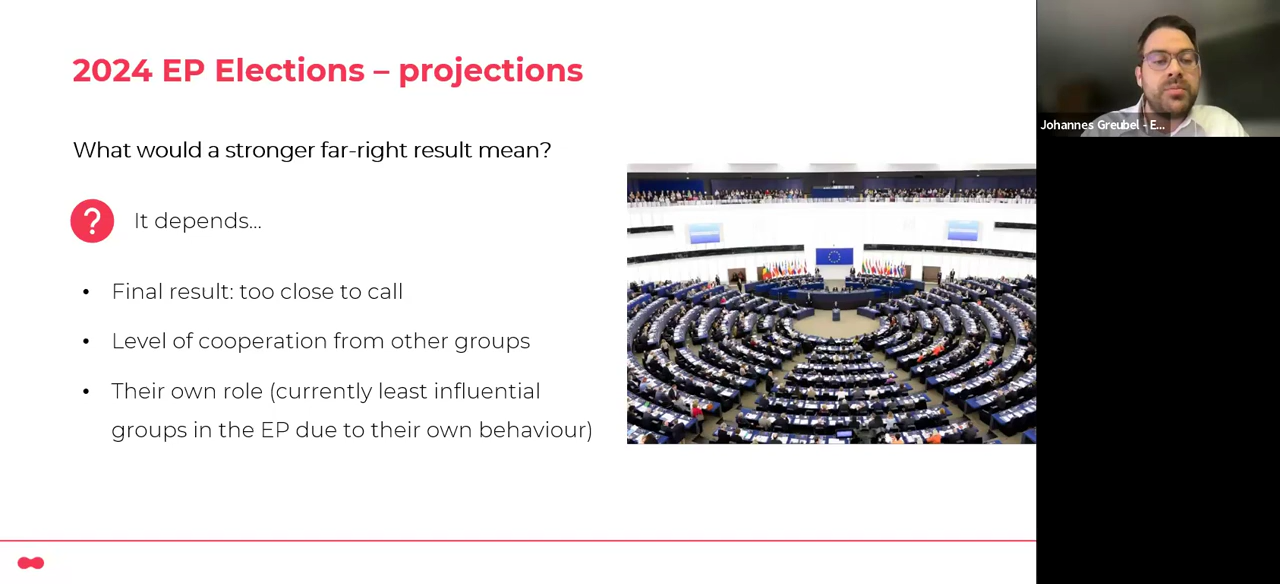 2024 EP Elections – projections
What would a stronger far-right result mean?
?
It depends...
• Final result: too close to call
• Level of cooperation from other groups
• Their own role (currently least influential
groups in the EP due to their own behaviour)
Johannes Greubel - E...